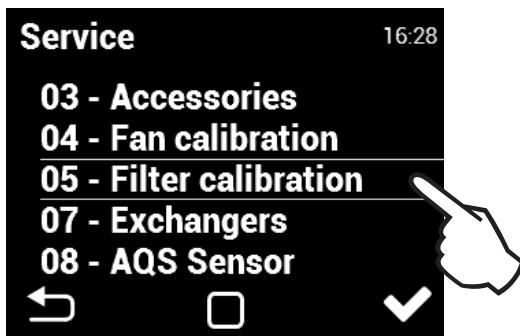 Service
16:28
03 - Accessories
04 - Fan calibration
05 - Filter calibration
07 - Exchangers
08 - AQS Sensor